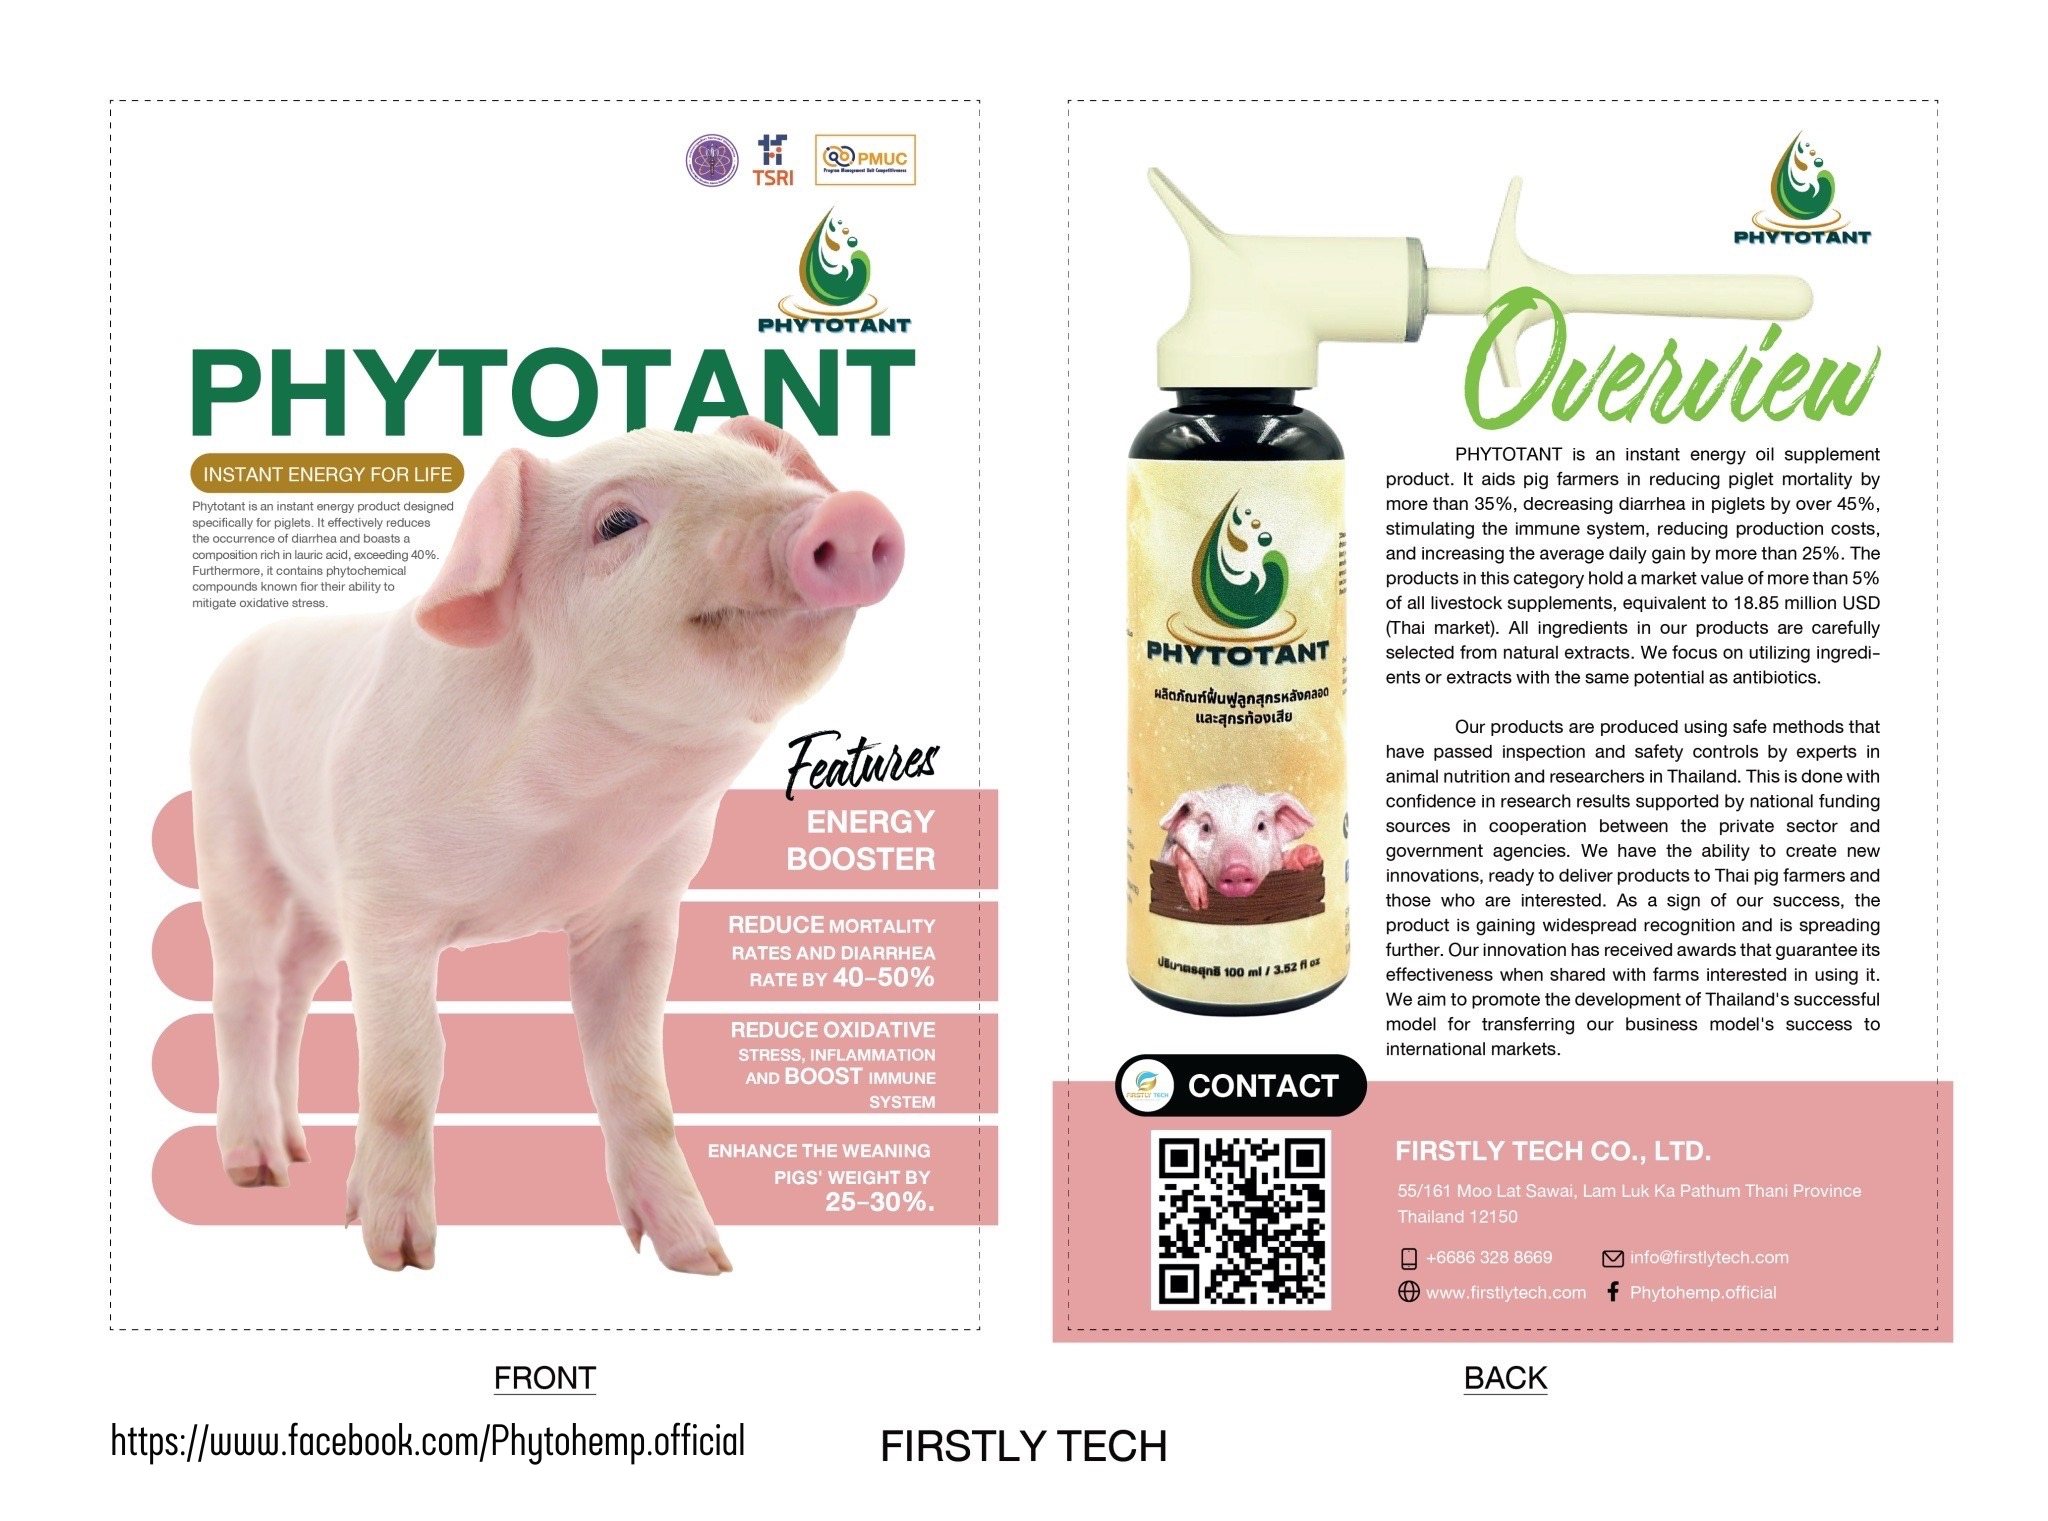 TSRI
PMUC
Program Management Unit Competitiveness
PHYTOTANT
PHYTOTANT
INSTANT ENERGY FOR LIFE
Phytotant is an instant energy product designed
specifically for piglets. It effectively reduces
the occurrence of diarrhea and boasts a
composition rich in lauric acid, exceeding 40%.
Furthermore, it contains phytochemical
compounds known fior their ability to
mitigate oxidative stress.
Features
ENERGY
BOOSTER
REDUCE MORTALITY
RATES AND DIARRHEA
RATE BY 40-50%
REDUCE OXIDATIVE
STRESS, INFLAMMATION
AND BOOST IMMUNE
SYSTEM
ENHANCE THE WEANING
PIGS' WEIGHT BY
25-30%.
FRONT
PHYTOTANT
Overview
PHYTOTANT is an instant energy oil supplement
product. It aids pig farmers in reducing piglet mortality by
more than 35%, decreasing diarrhea in piglets by over 45%,
stimulating the immune system, reducing production costs,
and increasing the average daily gain by more than 25%. The
products in this category hold a market value of more than 5%
of all livestock supplements, equivalent to 18.85 million USD
(Thai market). All ingredients in our products are carefully
selected from natural extracts. We focus on utilizing ingredi-
ents or extracts with the same potential as antibiotics.
Our products are produced using safe methods that
have passed inspection and safety controls by experts in
animal nutrition and researchers in Thailand. This is done with
confidence in research results supported by national funding
sources in cooperation between the private sector and
government agencies. We have the ability to create new
innovations, ready to deliver products to Thai pig farmers and
those who are interested. As a sign of our success, the
product is gaining widespread recognition and is spreading
further. Our innovation has received awards that guarantee its
effectiveness when shared with farms interested in using it.
We aim to promote the development of Thailand's successful
model for transferring our business model's success to
international markets.
PHYTOTANT
ผลิตภัณฑ์ฟื้นฟูลูกสุกรหลังคลอด
และสุกรท้องเสีย
ปริมาตรสุทธิ 100 ml / 3.52 fl oz
FIRSTLY TECH
CONTACT
FIRSTLY TECH CO., LTD.
55/161 Moo Lat Sawai, Lam Luk Ka Pathum Thani Province
Thailand 12150
+6686 328 8669
info@firstlytech.com
www.firstlytech.com
Phytohemp.official
BACK
https://www.facebook.com/Phytohemp.official
FIRSTLY TECH